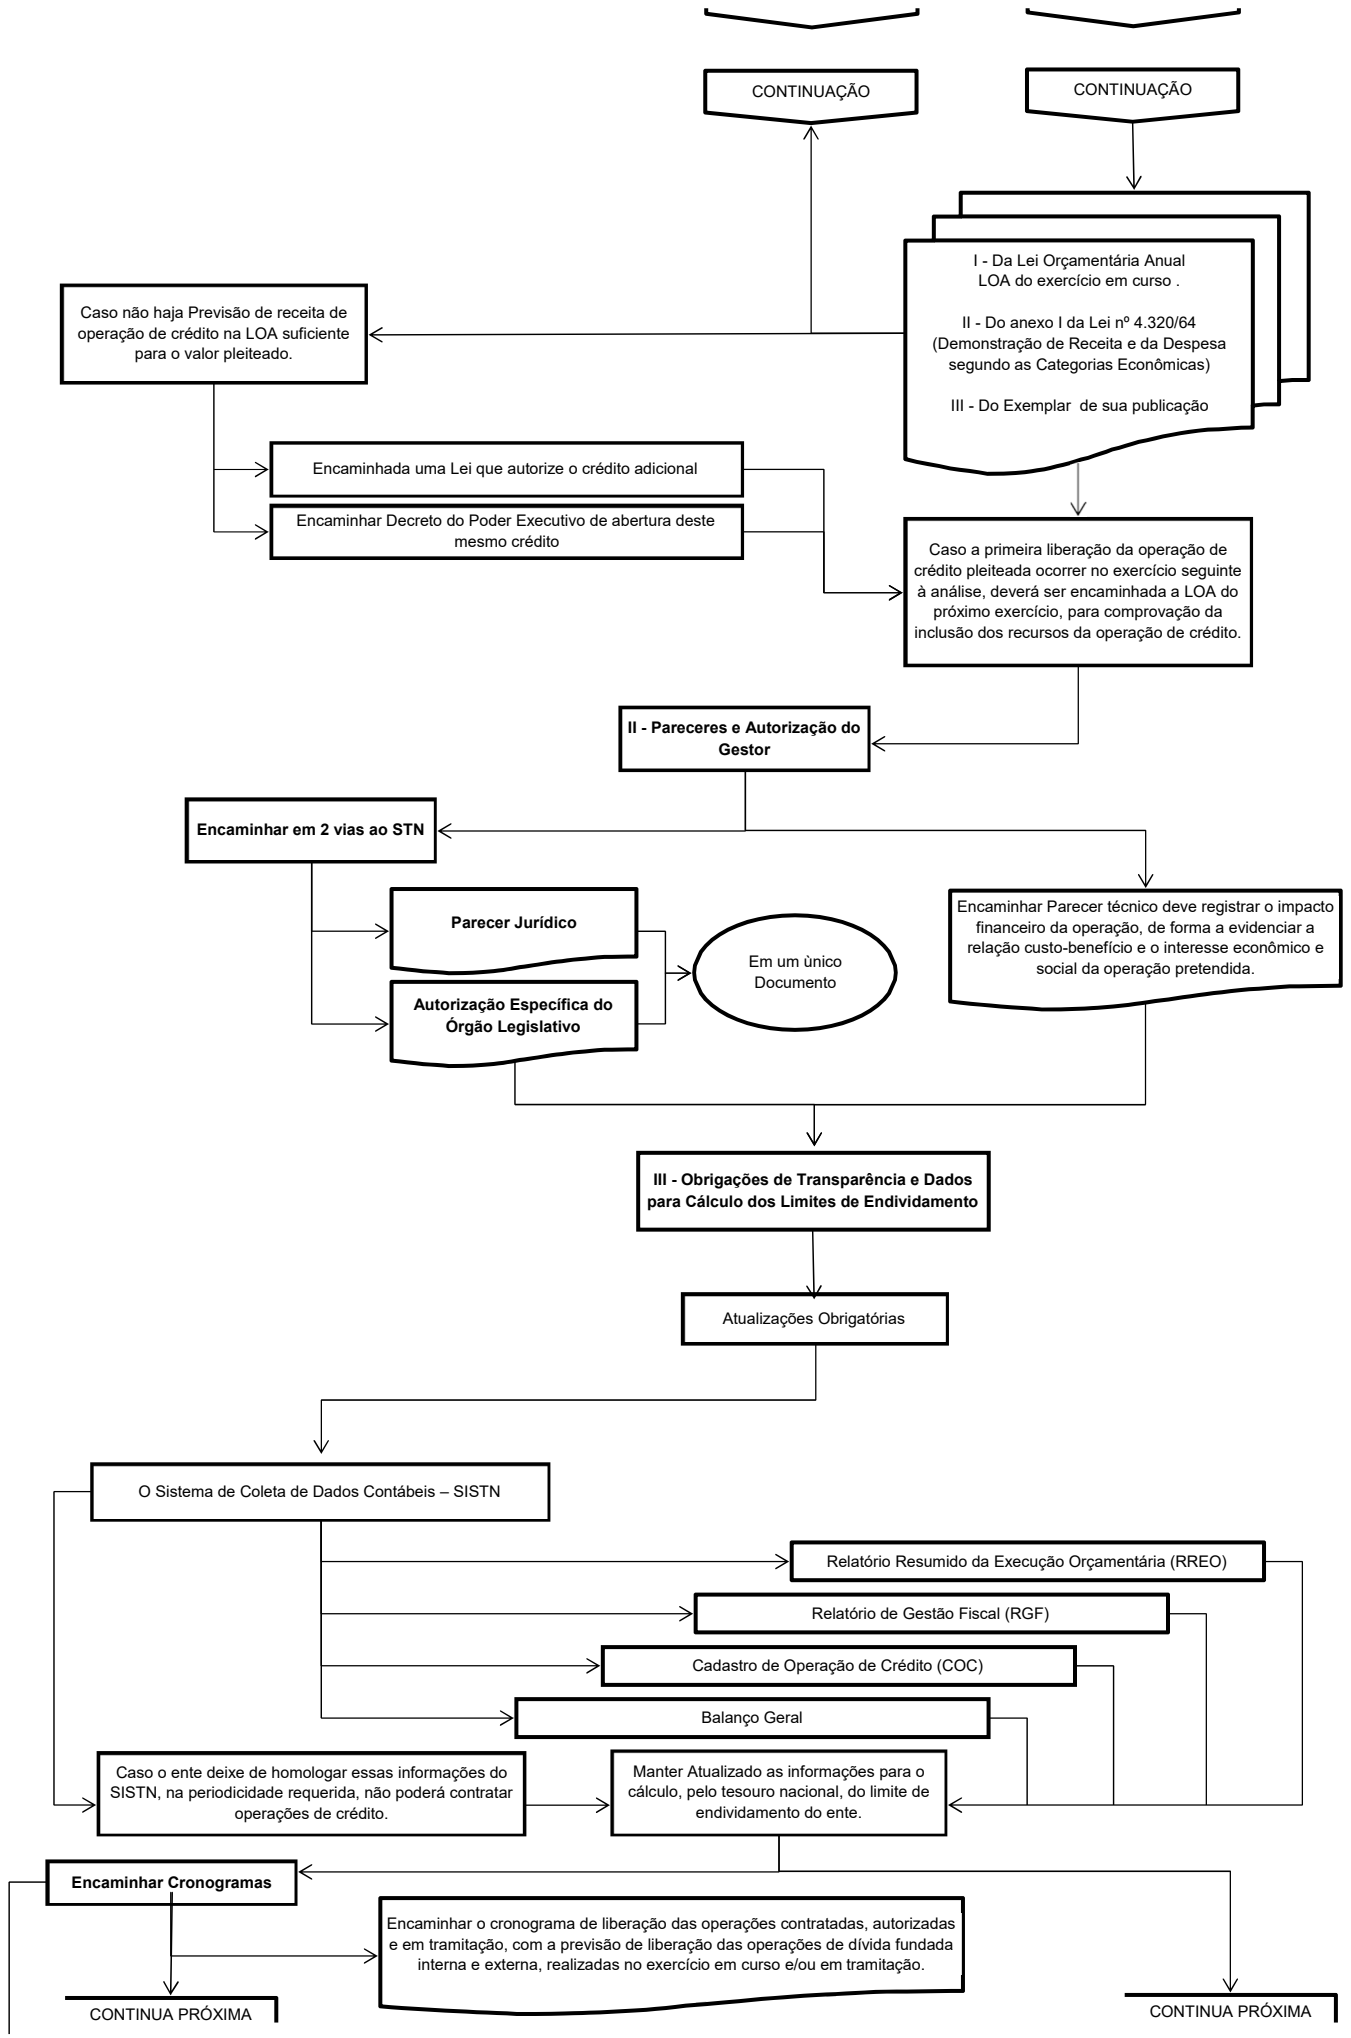 CONTINUAÇÃO
CONTINUAÇÃO
I - Da Lei Orçamentária Anual
LOA do exercício em curso .
II - Do anexo I da Lei nº 4.320/64
(Demonstração de Receita e da Despesa
segundo as Categorias Econômicas)
III - Do Exemplar de sua publicação
Caso não haja Previsão de receita de
operação de crédito na LOA suficiente
para o valor pleiteado.
Encaminhada uma Lei que autorize o crédito adicional
Encaminhar Decreto do Poder Executivo de abertura deste
mesmo crédito
Caso a primeira liberação da operação de
crédito pleiteada ocorrer no exercício seguinte
à análise, deverá ser encaminhada a LOA do
próximo exercício, para comprovação da
inclusão dos recursos da operação de crédito.
II - Pareceres e Autorização do
Gestor
Encaminhar em 2 vias ao STN
Parecer Jurídico
Autorização Específica do
Órgão Legislativo
Em um ùnico
Documento
Encaminhar Parecer técnico deve registrar o impacto
financeiro da operação, de forma a evidenciar a
relação custo-benefício e o interesse econômico e
social da operação pretendida.
III - Obrigações de Transparência e Dados
para Cálculo dos Limites de Endividamento
Atualizações Obrigatórias
O Sistema de Coleta de Dados Contábeis – SISTN
Relatório Resumido da Execução Orçamentária (RREO)
Relatório de Gestão Fiscal (RGF)
Cadastro de Operação de Crédito (COC)
Balanço Geral
Caso o ente deixe de homologar essas informações do
SISTN, na periodicidade requerida, não poderá contratar
operações de crédito.
Manter Atualizado as informações para o
cálculo, pelo tesouro nacional, do limite de
endividamento do ente.
Encaminhar Cronogramas
Encaminhar o cronograma de liberação das operações contratadas, autorizadas
e em tramitação, com a previsão de liberação das operações de dívida fundada
interna e externa, realizadas no exercício em curso e/ou em tramitação.
CONTINUA PRÓXIMA
CONTINUA PRÓXIMA